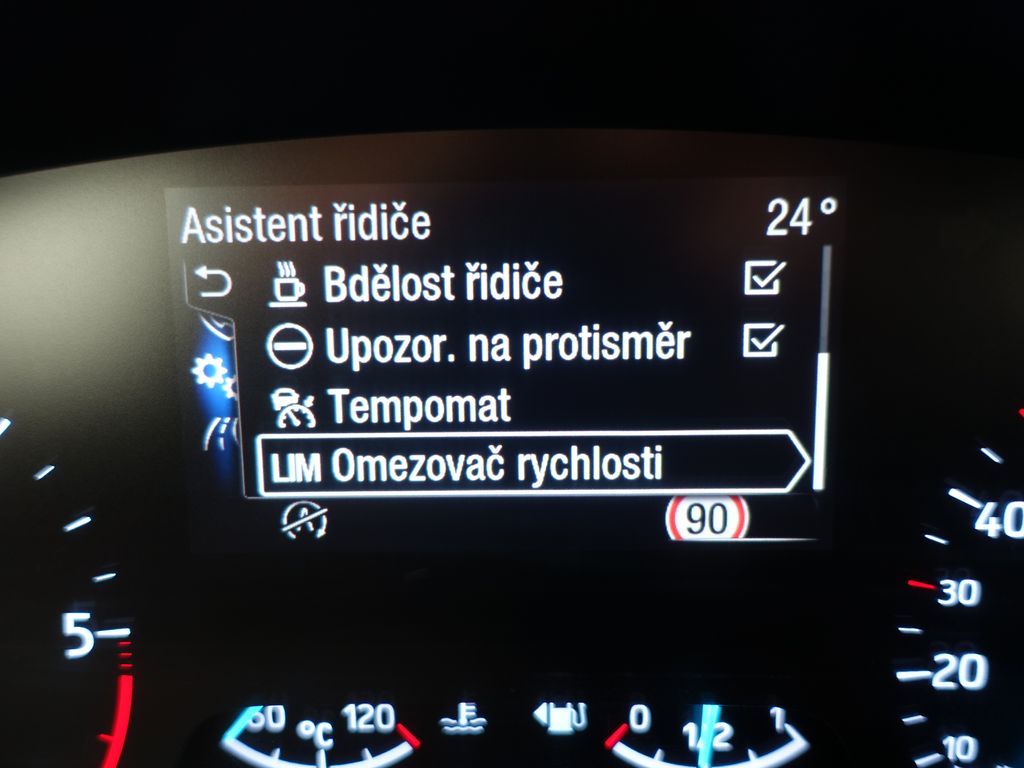 Asistent řidiče 24°
Bdělost řidiče
Upozor. na protisměr
Tempomat
LIM Omezovač rychlosti
A 90
40
30
5
20
60 °C 120 0 1/2 1
10